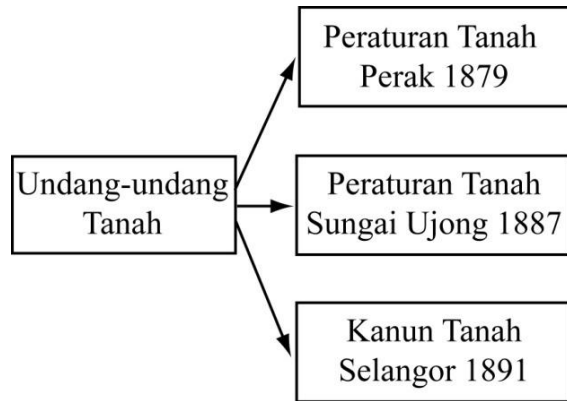 Undang-undang
Tanah
Peraturan Tanah
Perak 1879
Peraturan Tanah
Sungai Ujong 1887
Kanun Tanah
Selangor 1891